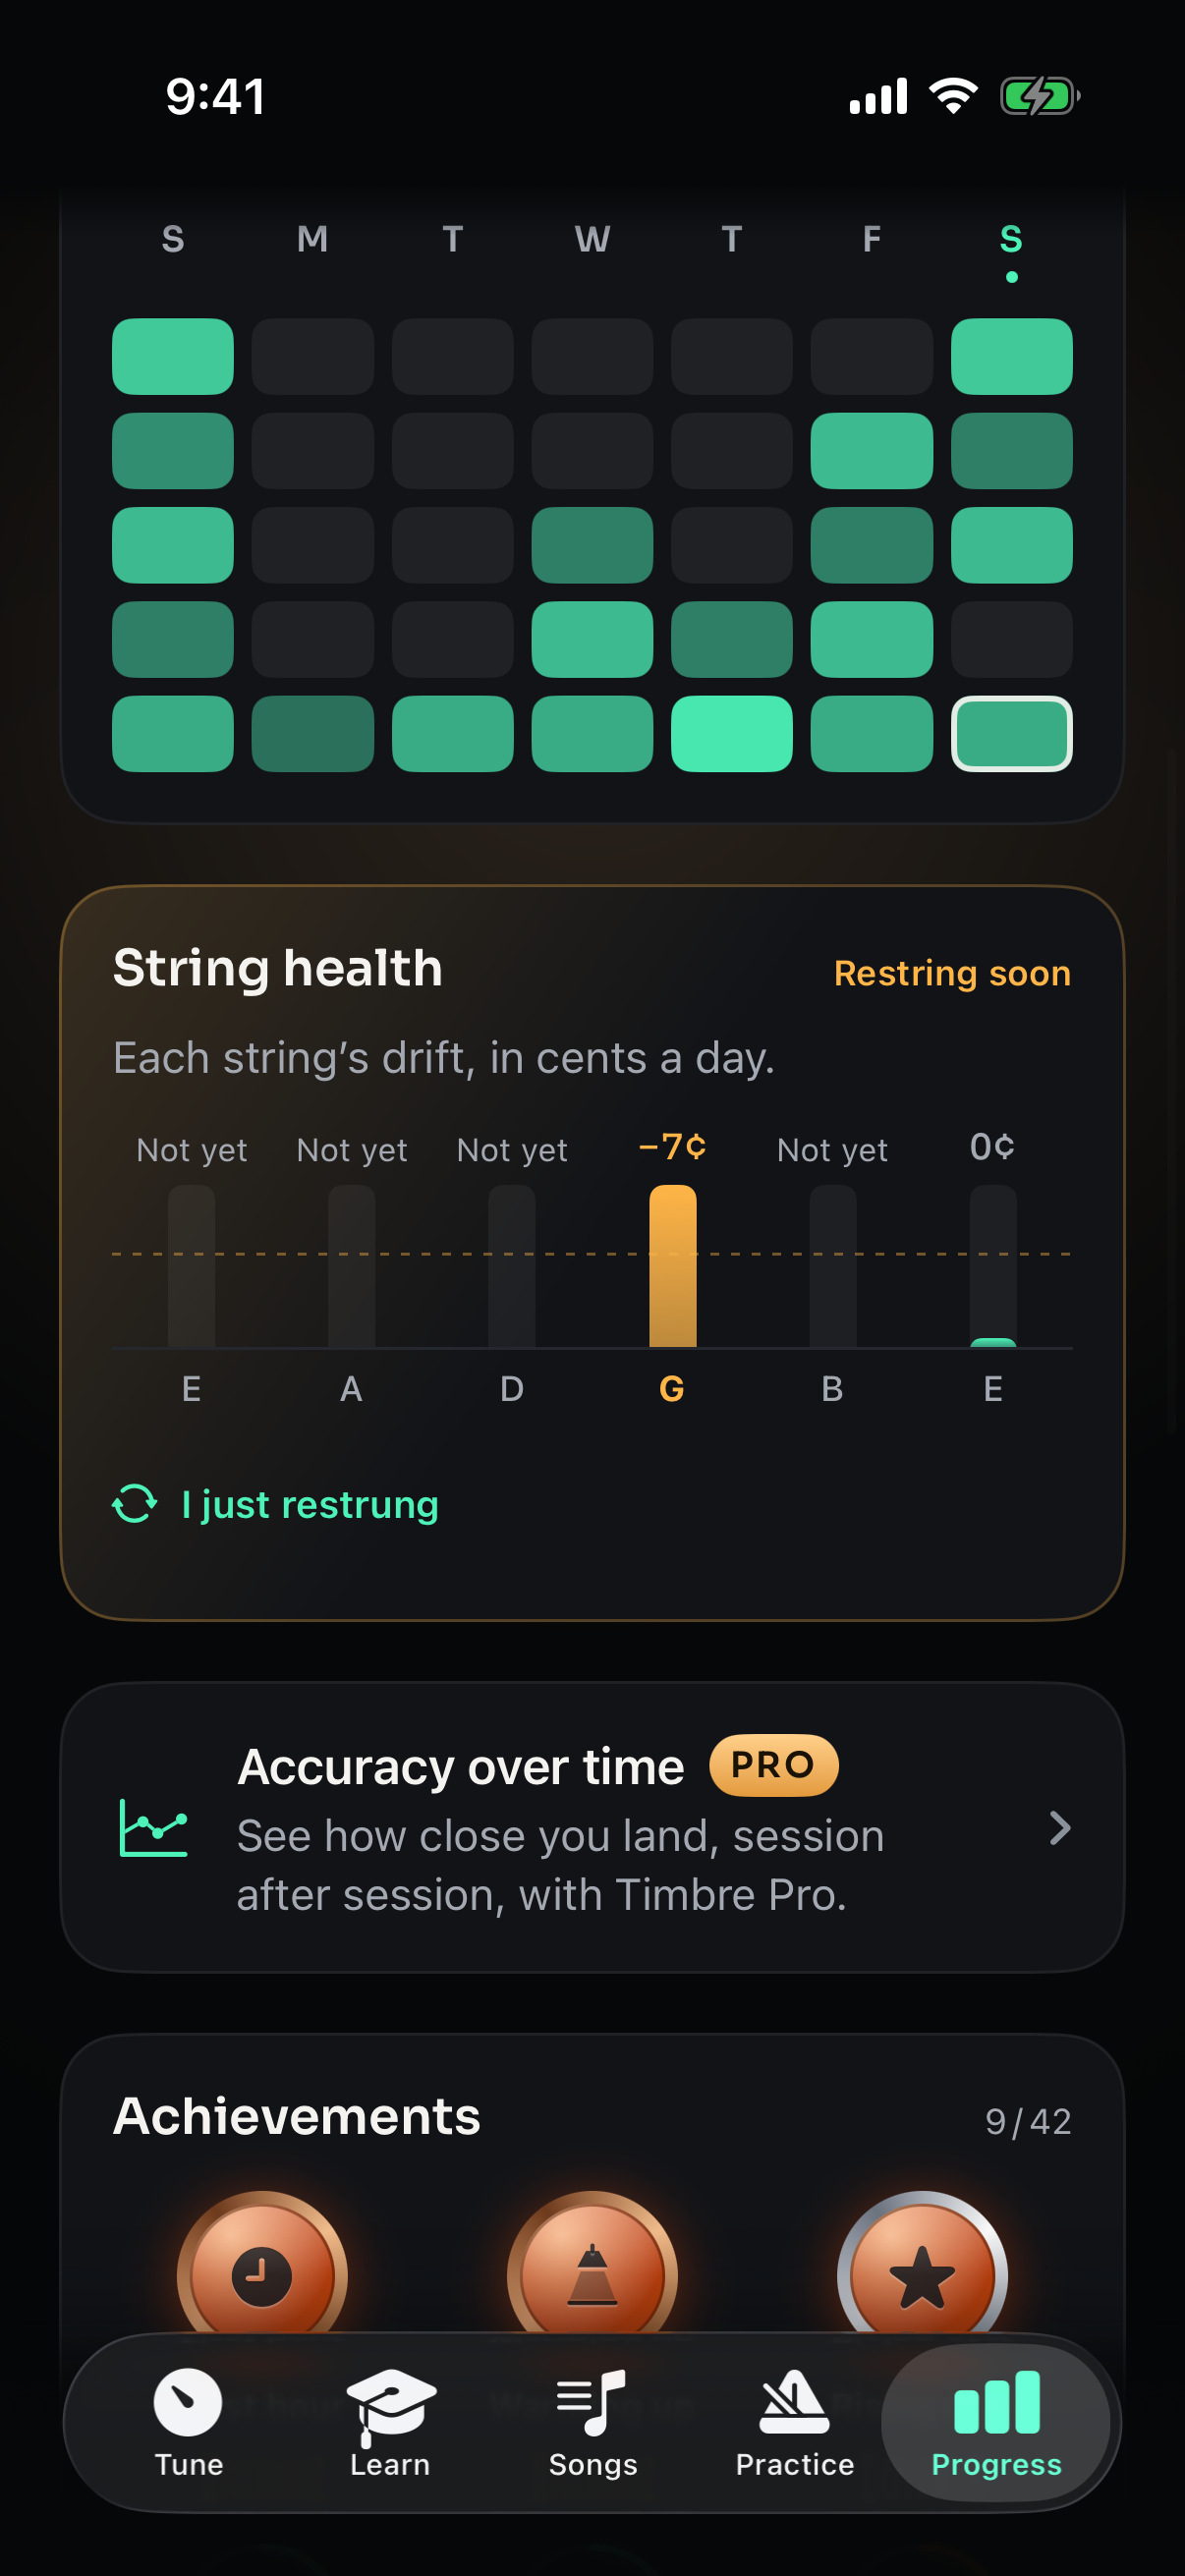 9:41
S M T W T F S
String health
Restring soon
Each string’s drift, in cents a day.
Not yet Not yet Not yet −7¢ Not yet 0¢
E A D G B E
I just restrung
Accuracy over time PRO
See how close you land, session
after session, with Timbre Pro.
Achievements
9/42
Tune Learn Songs Practice Progress